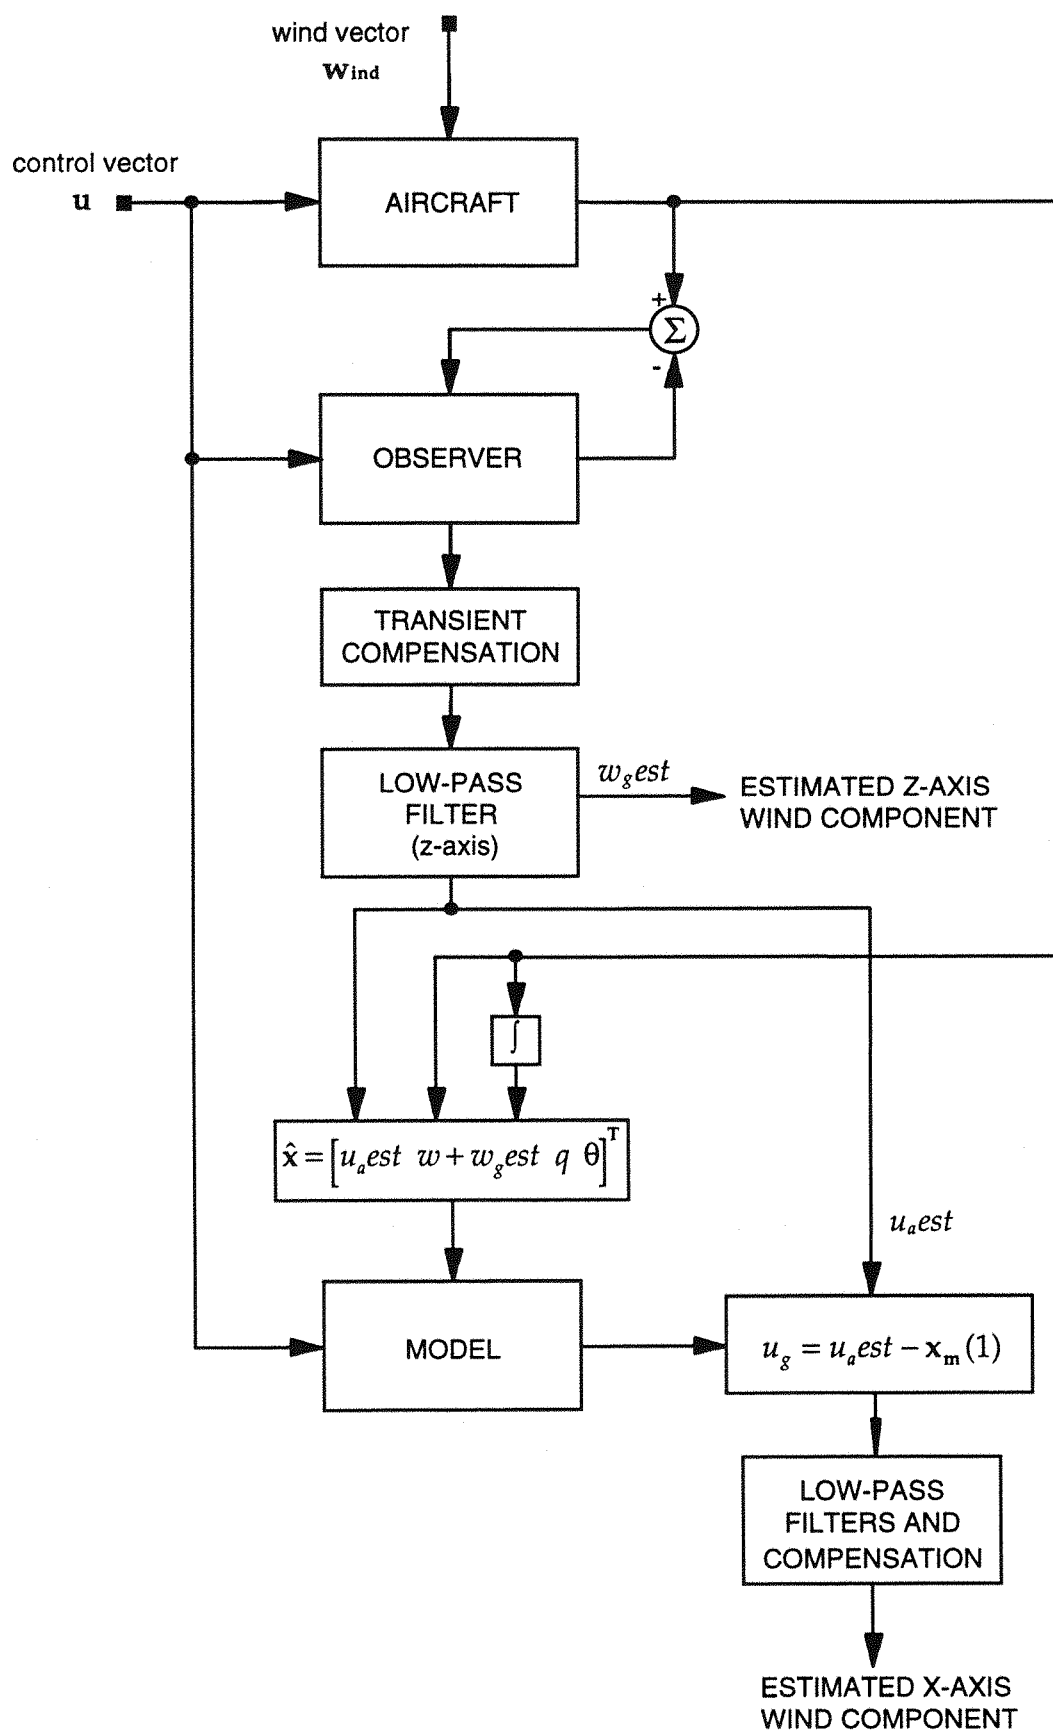 wind vector
wind
control vector
u
AIRCRAFT
+
Σ
-
OBSERVER
TRANSIENT
COMPENSATION
LOW-PASS
FILTER
(z-axis)
w_g est
ESTIMATED Z-AXIS
WIND COMPONENT
∫
x̂ = [u_a est w + w_g est q θ]^T
u_a est
MODEL
u_g = u_a est − x_m (1)
LOW-PASS
FILTERS AND
COMPENSATION
ESTIMATED X-AXIS
WIND COMPONENT